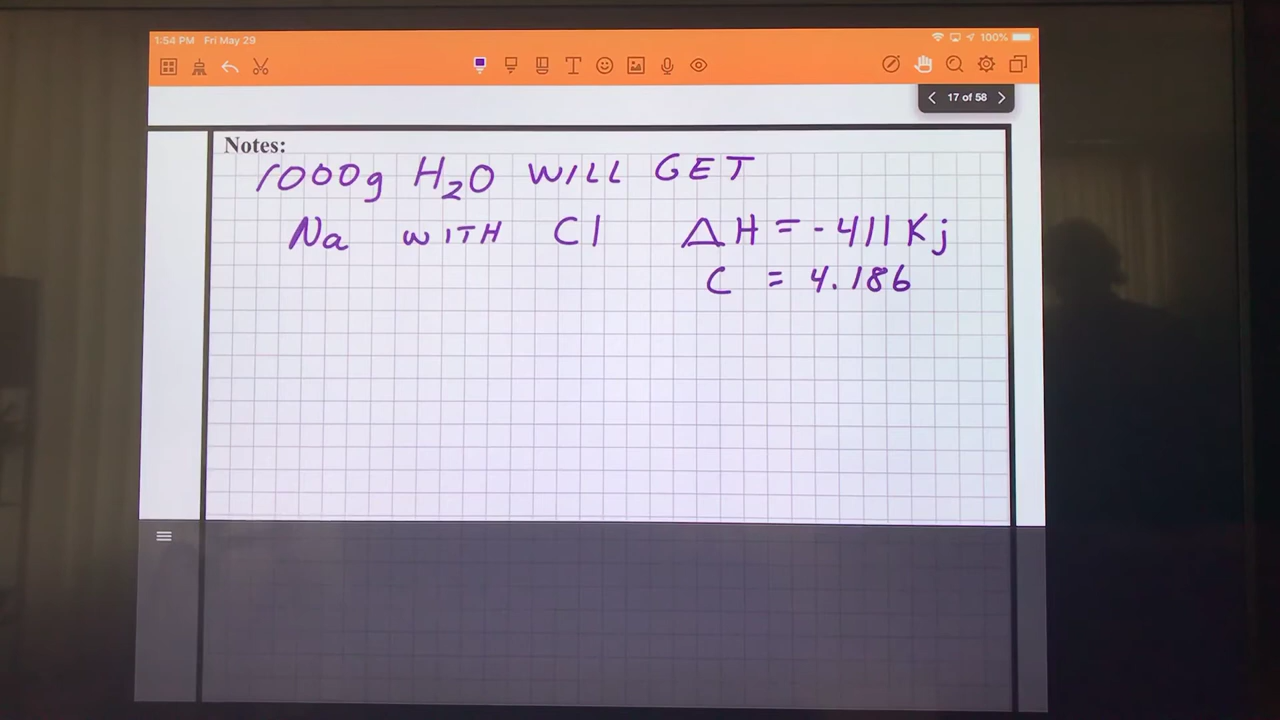 1:54 PM Fri May 29
100%
17 of 58
Notes:
1000g H₂O WILL GET
Na WITH Cl ΔH = -411 Kj
C = 4.186